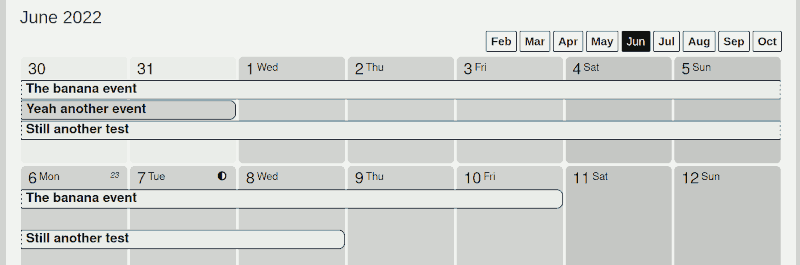 June 2022
Feb Mar Apr May Jun Jul Aug Sep Oct
30 31 1 Wed 2 Thu 3 Fri 4 Sat 5 Sun
The banana event
Yeah another event
Still another test
6 Mon 23 7 Tue 8 Wed 9 Thu 10 Fri 11 Sat 12 Sun
The banana event
Still another test